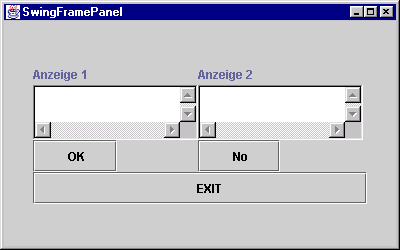 SwingFramePanel
Anzeige 1 Anzeige 2
OK No
EXIT